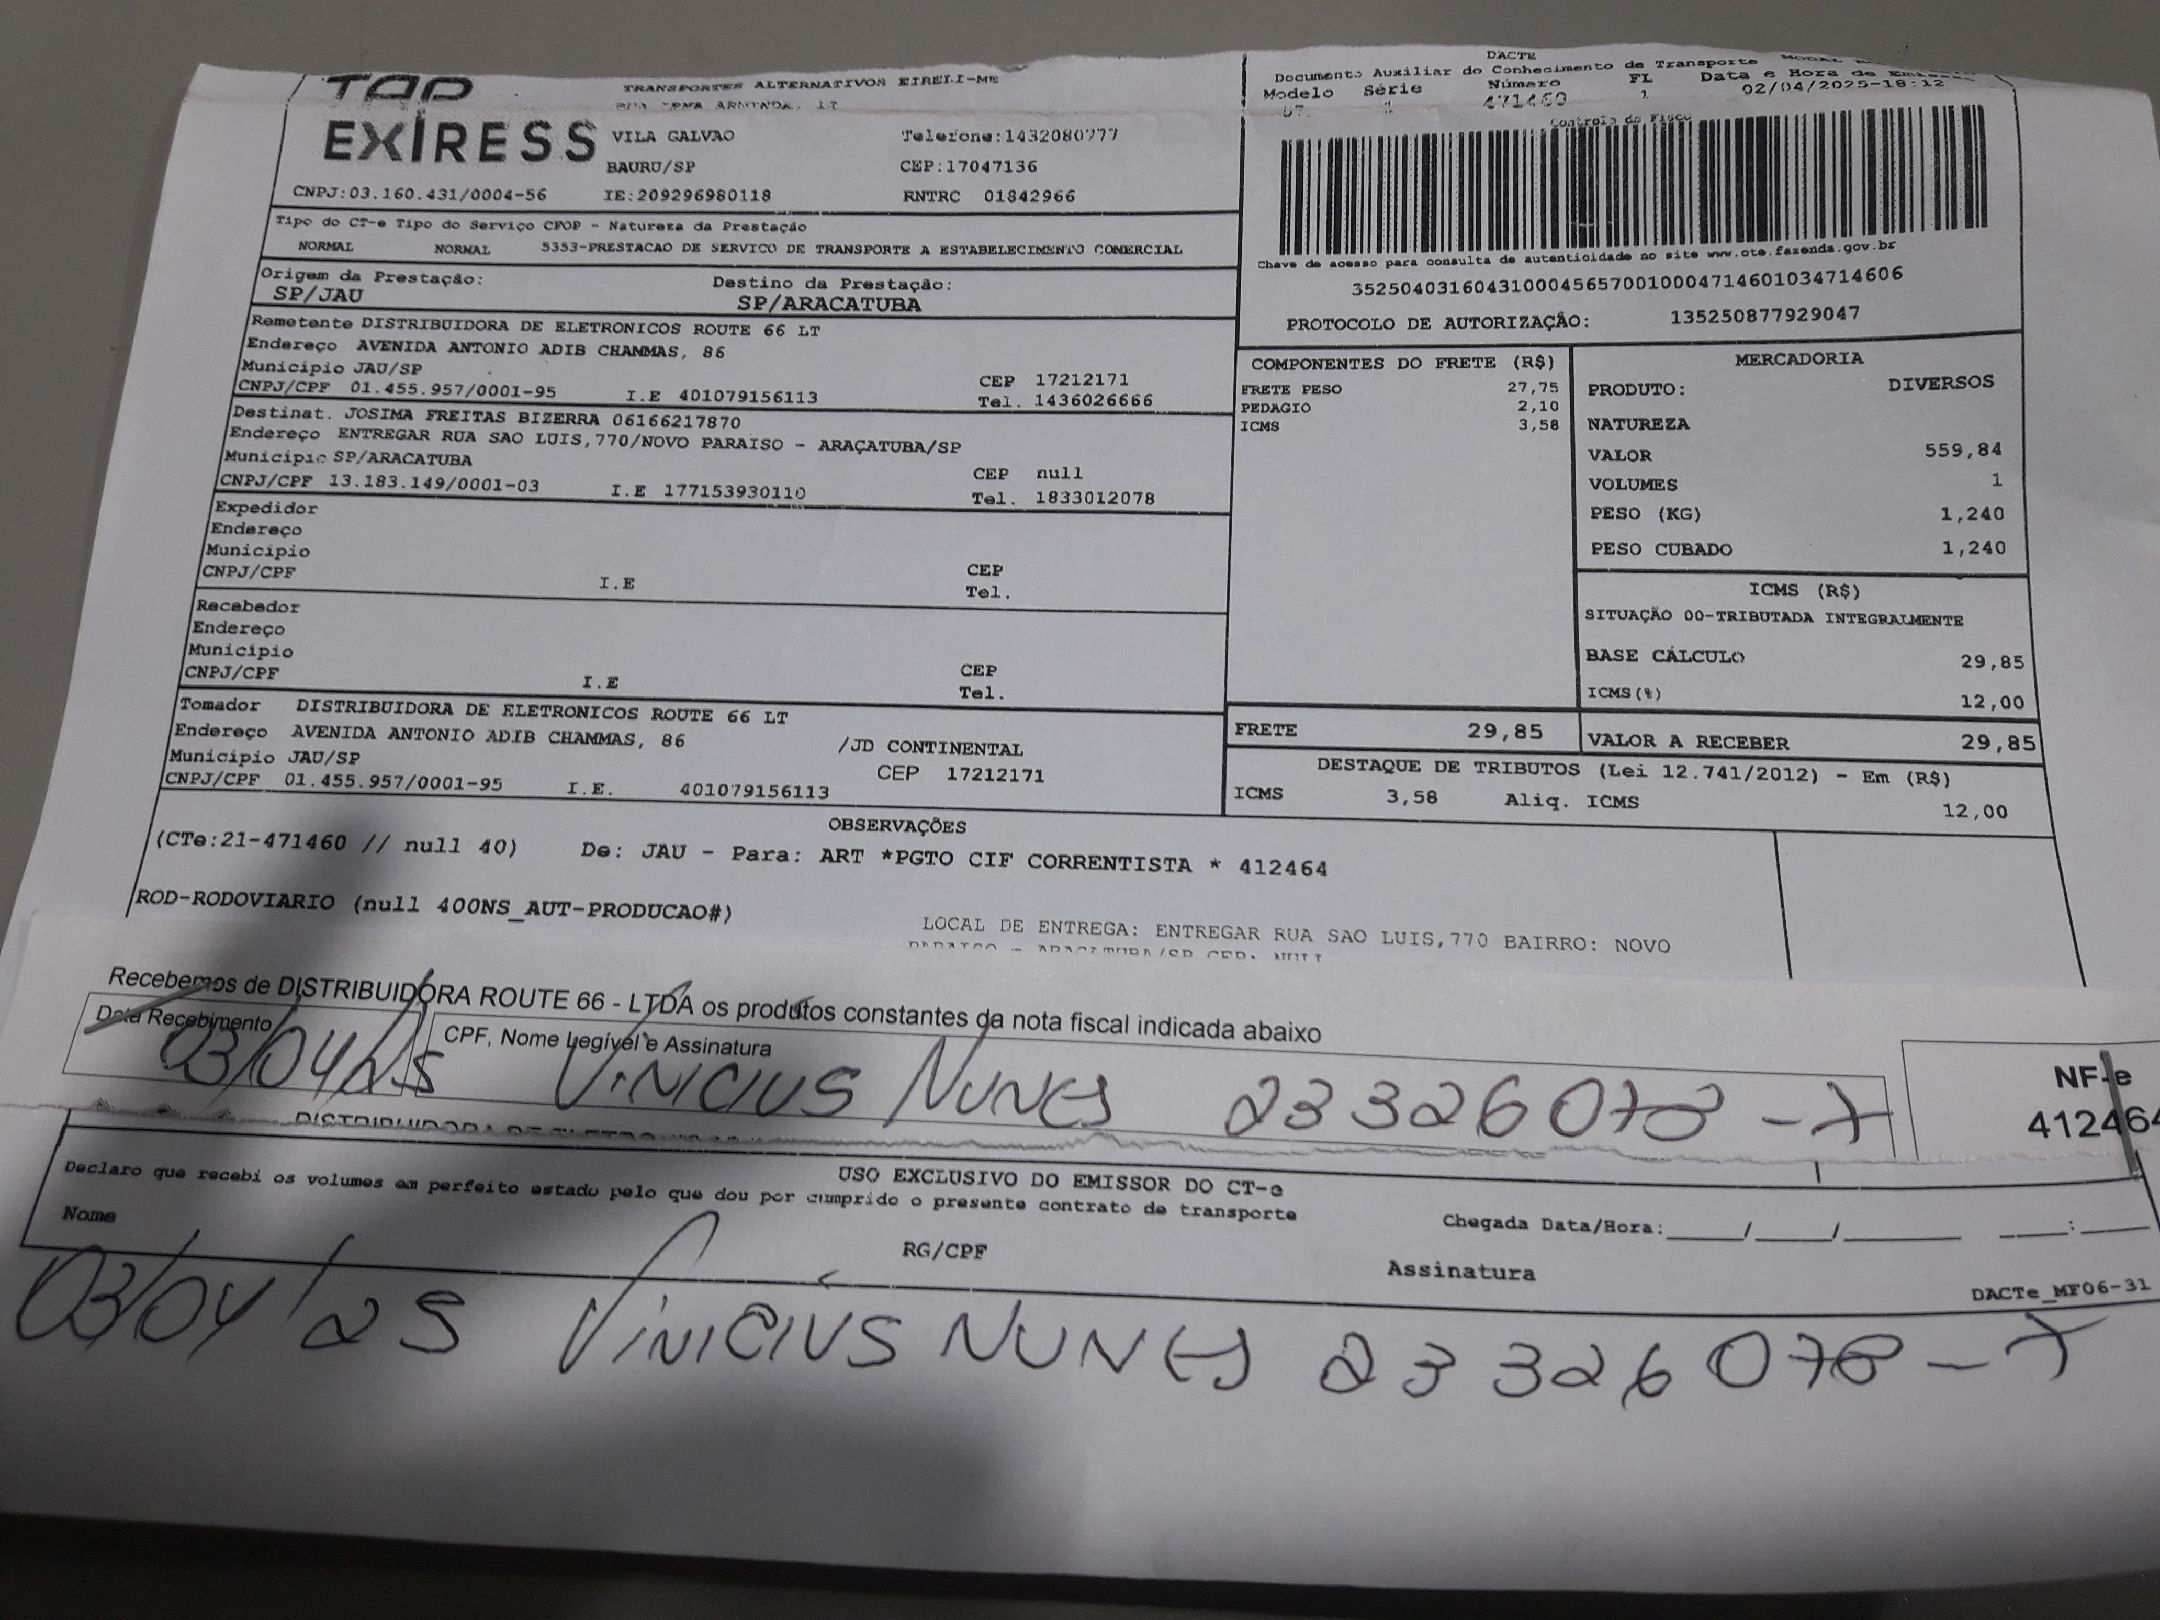 TRANSPORTES ALTERNATIVOS EIRELI-ME
EXIRESS
VILA GALVAO Telefone:1432080777
BAURU/SP CEP:17047136
CNPJ:03.160.431/0004-56 IE:209296980118 RNTRC 01842966
DACTE
Documento Auxiliar do Conhecimento de Transporte MODAL
Modelo Série Número FL Data e Hora de Emissão
57 1 471460 1 02/04/2025-18:12
Controle do Fisco
Chave de acesso para consulta de autenticidade no site www.cte.fazenda.gov.br
35250403160431000456570010004714601034714606
PROTOCOLO DE AUTORIZAÇÃO: 135250877929047
Tipo do CT-e Tipo do Serviço CFOP - Natureza da Prestação
NORMAL NORMAL 5353-PRESTACAO DE SERVICO DE TRANSPORTE A ESTABELECIMENTO COMERCIAL
Origem da Prestação: Destino da Prestação:
SP/JAU SP/ARACATUBA
Remetente DISTRIBUIDORA DE ELETRONICOS ROUTE 66 LT
Endereço AVENIDA ANTONIO ADIB CHAMMAS, 86
Municipio JAU/SP CEP 17212171
CNPJ/CPF 01.455.957/0001-95 I.E 401079156113 Tel. 1436026666
Destinat. JOSIMA FREITAS BIZERRA 06166217870
Endereço ENTREGAR RUA SAO LUIS,770/NOVO PARAISO - ARAÇATUBA/SP
Municipio SP/ARACATUBA CEP null
CNPJ/CPF 13.183.149/0001-03 I.E 177153930110 Tel. 1833012078
Expedidor
Endereço
Municipio CEP
CNPJ/CPF I.E Tel.
Recebedor
Endereço
Municipio CEP
CNPJ/CPF I.E Tel.
Tomador DISTRIBUIDORA DE ELETRONICOS ROUTE 66 LT
Endereço AVENIDA ANTONIO ADIB CHAMMAS, 86 /JD CONTINENTAL
Municipio JAU/SP CEP 17212171
CNPJ/CPF 01.455.957/0001-95 I.E. 401079156113
COMPONENTES DO FRETE (R$)
FRETE PESO 27,75
PEDAGIO 2,10
ICMS 3,58
FRETE 29,85
MERCADORIA
PRODUTO: DIVERSOS
NATUREZA
VALOR 559,84
VOLUMES 1
PESO (KG) 1,240
PESO CUBADO 1,240
ICMS (R$)
SITUAÇÃO 00-TRIBUTADA INTEGRALMENTE
BASE CÁLCULO 29,85
ICMS(%) 12,00
VALOR A RECEBER 29,85
DESTAQUE DE TRIBUTOS (Lei 12.741/2012) - Em (R$)
ICMS 3,58 Aliq. ICMS 12,00
OBSERVAÇÕES
(CTe:21-471460 // null 40) De: JAU - Para: ART *PGTO CIF CORRENTISTA * 412464
ROD-RODOVIARIO (null 400NS_AUT-PRODUCAO#)
LOCAL DE ENTREGA: ENTREGAR RUA SAO LUIS,770 BAIRRO: NOVO
PARAISO - ARACATUBA/SP CEP: NULL
Recebemos de DISTRIBUIDORA ROUTE 66 - LTDA os produtos constantes da nota fiscal indicada abaixo
Data Recebimento CPF, Nome Legível e Assinatura
03/04/25 VINICIUS NUNES 23326078-X
NF-e
412464
USO EXCLUSIVO DO EMISSOR DO CT-e
Declaro que recebi os volumes em perfeito estado pelo que dou por cumprido o presente contrato de transporte
Nome RG/CPF Assinatura Chegada Data/Hora:____/____/______ ____:____
DACTe_MF06-31
03/04/25 VINICIUS NUNES 23326078-X